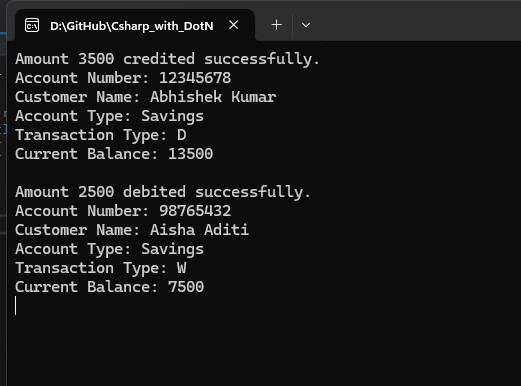 D:\GitHub\Csharp_with_DotN
Amount 3500 credited successfully.
Account Number: 12345678
Customer Name: Abhishek Kumar
Account Type: Savings
Transaction Type: D
Current Balance: 13500
Amount 2500 debited successfully.
Account Number: 98765432
Customer Name: Aisha Aditi
Account Type: Savings
Transaction Type: W
Current Balance: 7500